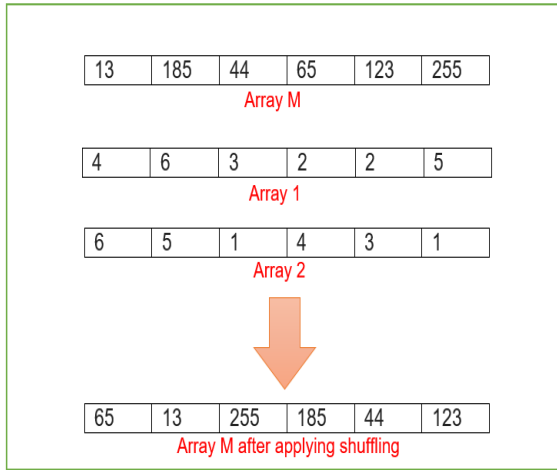 13 185 44 65 123 255
Array M
4 6 3 2 2 5
Array 1
6 5 1 4 3 1
Array 2
65 13 255 185 44 123
Array M after applying shuffling